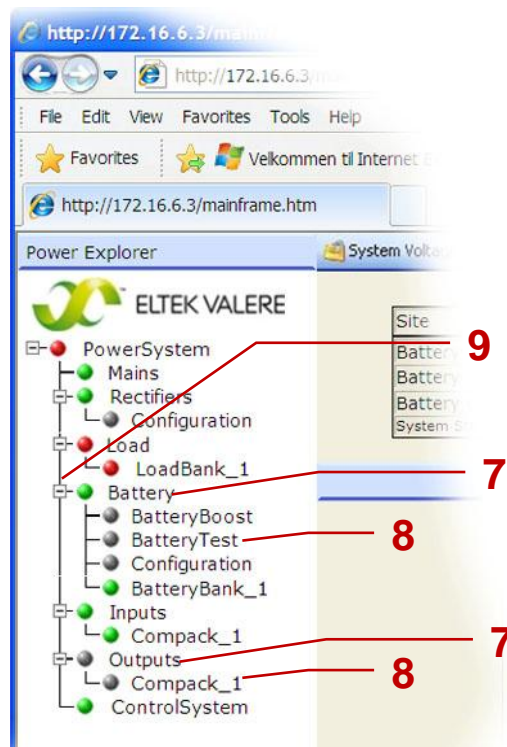 http://172.16.6.3/
http://172.16.6.3/
File Edit View Favorites Tools Help
Favorites Velkommen til Internet
http://172.16.6.3/mainframe.htm
Power Explorer
System Volta
ELTEK VALERE
Site
PowerSystem
9
Battery
Mains
Battery
Rectifiers
Battery
Configuration
System
Load
LoadBank_1
Battery
7
BatteryBoost
BatteryTest
8
Configuration
BatteryBank_1
Inputs
Compack_1
Outputs
7
Compack_1
8
ControlSystem